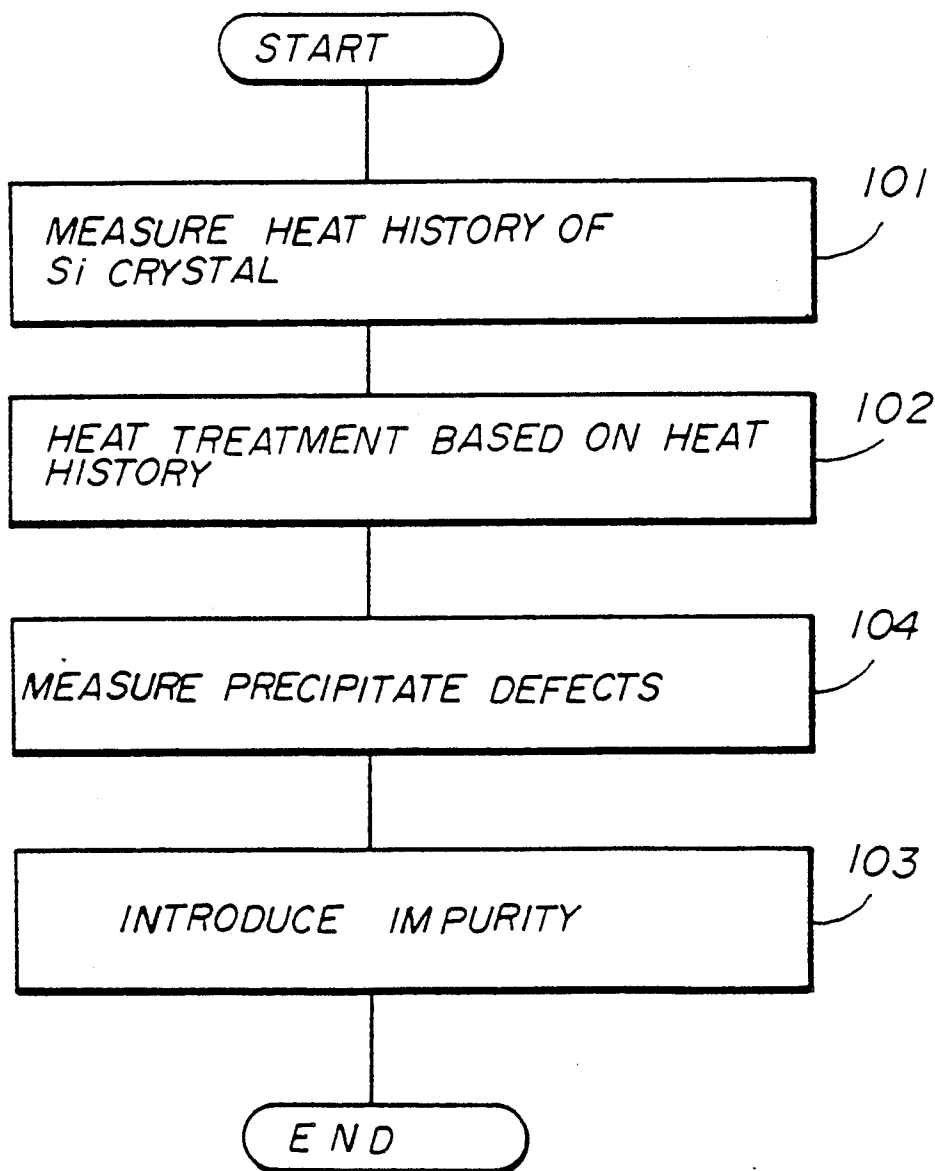 START
101
MEASURE HEAT HISTORY OF
Si CRYSTAL
102
HEAT TREATMENT BASED ON HEAT
HISTORY
104
MEASURE PRECIPITATE DEFECTS
103
INTRODUCE IMPURITY
END